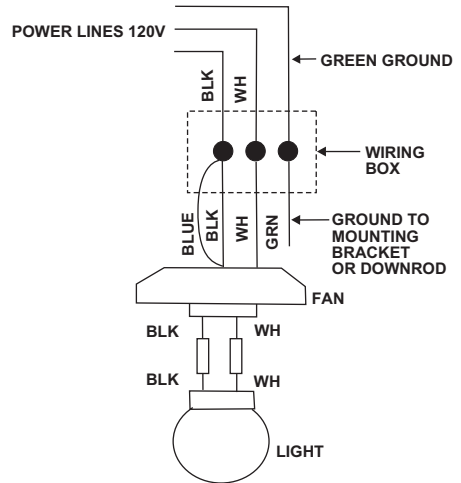 POWER LINES 120V
GREEN GROUND
BLK
WH
WIRING
BOX
BLUE
BLK
WH
GRN
GROUND TO
MOUNTING
BRACKET
OR DOWNROD
FAN
BLK
WH
BLK
WH
LIGHT